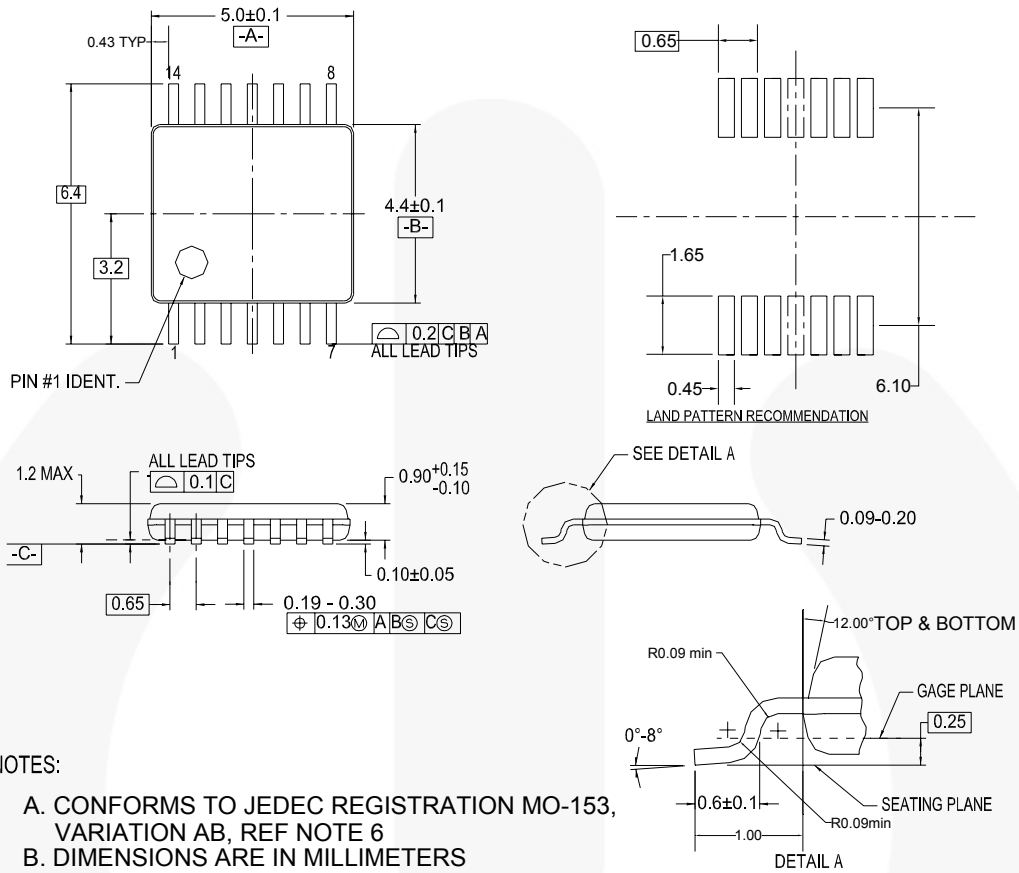 5.0±0.1
-A-
0.43 TYP
14
8
6.4
3.2
4.4±0.1
-B-
0.2 C B A
ALL LEAD TIPS
1
7
PIN #1 IDENT.
0.65
1.65
0.45
6.10
LAND PATTERN RECOMMENDATION
1.2 MAX
ALL LEAD TIPS
0.1 C
0.90 +0.15
-0.10
-C-
0.10±0.05
0.65
0.19 - 0.30
⌖ 0.13Ⓜ A BⓈ CⓈ
SEE DETAIL A
0.09-0.20
12.00° TOP & BOTTOM
R0.09 min
GAGE PLANE
0.25
0°-8°
0.6±0.1
SEATING PLANE
R0.09min
1.00
DETAIL A
NOTES:
A. CONFORMS TO JEDEC REGISTRATION MO-153,
VARIATION AB, REF NOTE 6
B. DIMENSIONS ARE IN MILLIMETERS